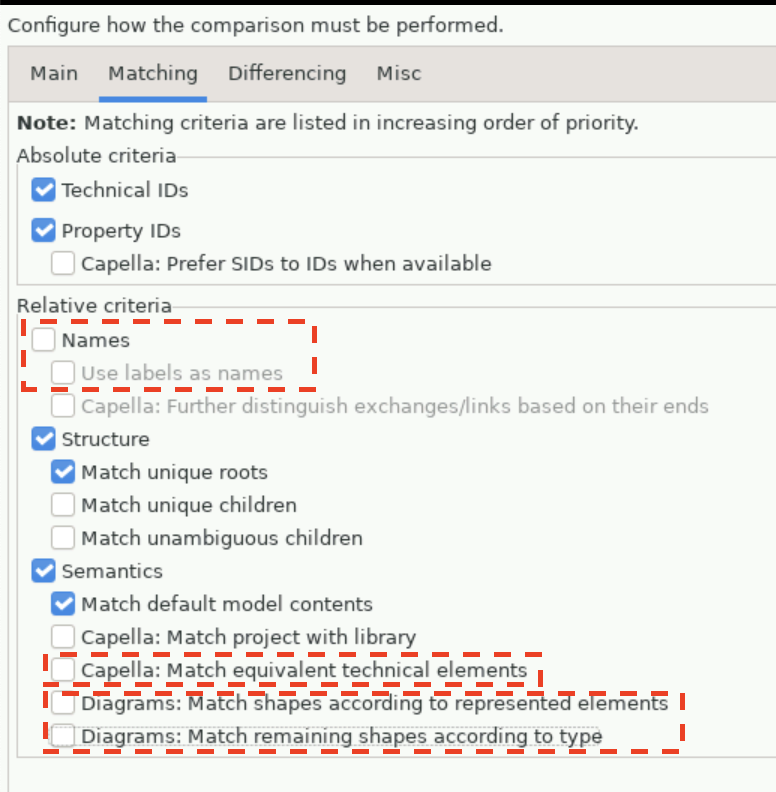 Configure how the comparison must be performed.
Main Matching Differencing Misc
Note: Matching criteria are listed in increasing order of priority.
Absolute criteria
Technical IDs
Property IDs
Capella: Prefer SIDs to IDs when available
Relative criteria
Names
Use labels as names
Capella: Further distinguish exchanges/links based on their ends
Structure
Match unique roots
Match unique children
Match unambiguous children
Semantics
Match default model contents
Capella: Match project with library
Capella: Match equivalent technical elements
Diagrams: Match shapes according to represented elements
Diagrams: Match remaining shapes according to type